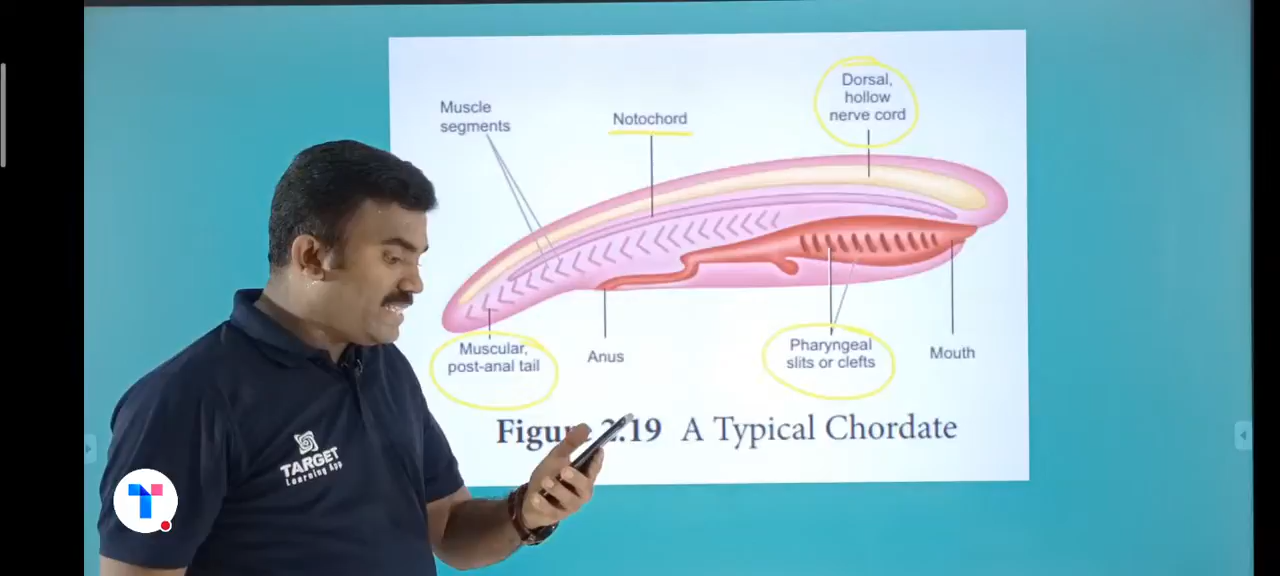 Dorsal,
hollow
nerve cord
Muscle
segments
Notochord
Muscular,
post-anal tail
Anus
Pharyngeal
slits or clefts
Mouth
2.19 A Typical Chordate
TARGET
Learning App